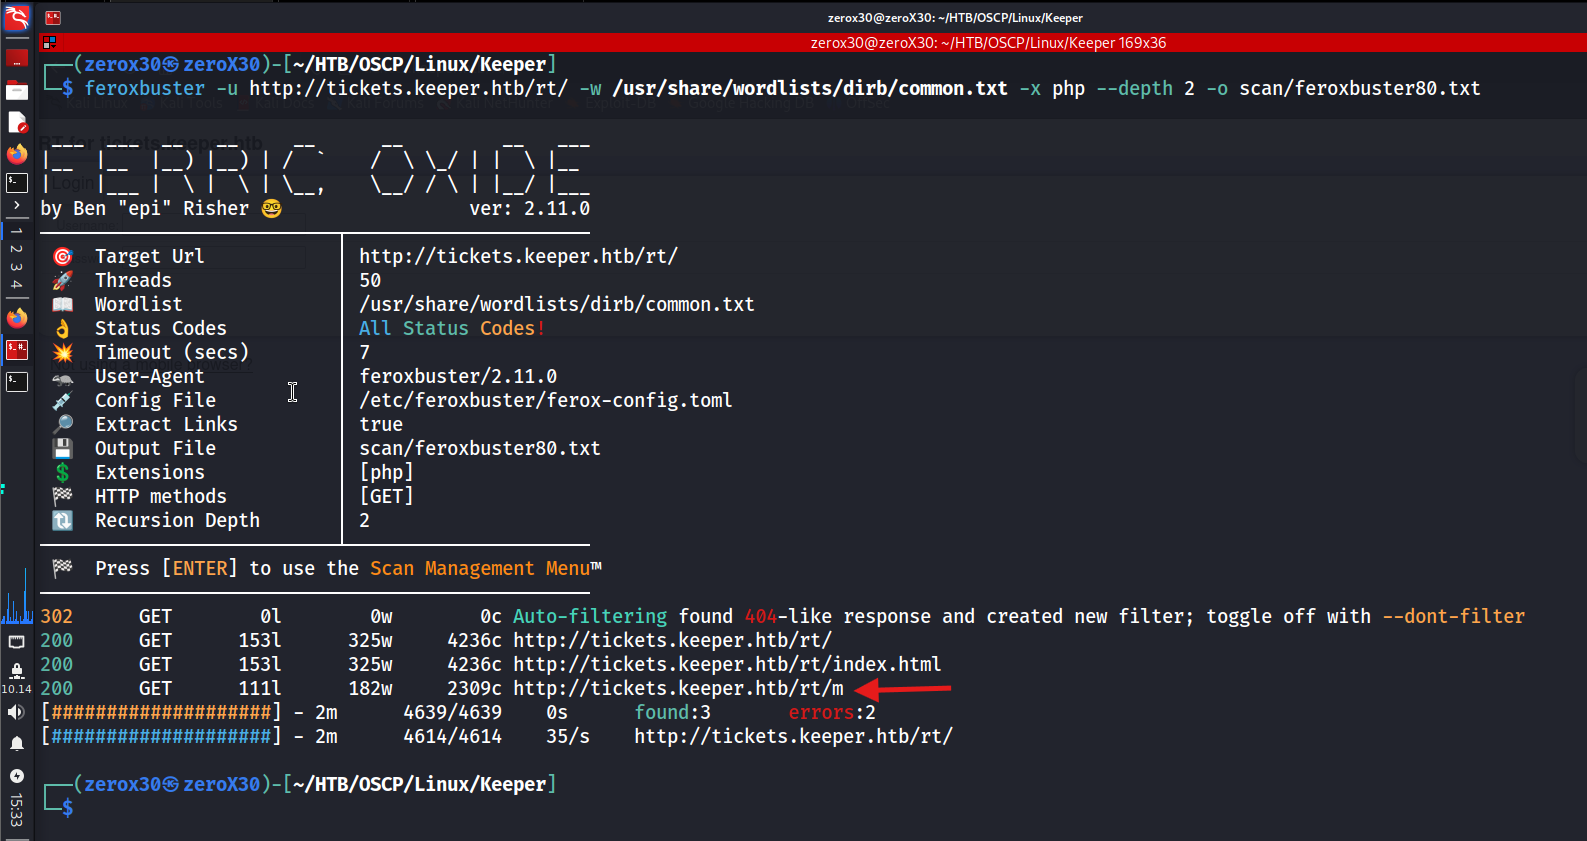 zerox30@zeroX30: ~/HTB/OSCP/Linux/Keeper
zerox30@zeroX30: ~/HTB/OSCP/Linux/Keeper 169x36
┌──(zerox30㉿zeroX30)-[~/HTB/OSCP/Linux/Keeper]
└─$ feroxbuster -u http://tickets.keeper.htb/rt/ -w /usr/share/wordlists/dirb/common.txt -x php --depth 2 -o scan/feroxbuster80.txt
FERRIC OXIDE
by Ben "epi" Risher 🤓 ver: 2.11.0
🎯 Target Url │ http://tickets.keeper.htb/rt/
🚀 Threads │ 50
📖 Wordlist │ /usr/share/wordlists/dirb/common.txt
👌 Status Codes │ All Status Codes!
💥 Timeout (secs) │ 7
🦡 User-Agent │ feroxbuster/2.11.0
💉 Config File │ /etc/feroxbuster/ferox-config.toml
🔎 Extract Links │ true
💾 Output File │ scan/feroxbuster80.txt
💲 Extensions │ [php]
🏁 HTTP methods │ [GET]
🔃 Recursion Depth │ 2
🏁 Press [ENTER] to use the Scan Management Menu™
302 GET 0l 0w 0c Auto-filtering found 404-like response and created new filter; toggle off with --dont-filter
200 GET 153l 325w 4236c http://tickets.keeper.htb/rt/
200 GET 153l 325w 4236c http://tickets.keeper.htb/rt/index.html
200 GET 111l 182w 2309c http://tickets.keeper.htb/rt/m
[####################] - 2m 4639/4639 0s found:3 errors:2
[####################] - 2m 4614/4614 35/s http://tickets.keeper.htb/rt/
┌──(zerox30㉿zeroX30)-[~/HTB/OSCP/Linux/Keeper]
└─$
1
2
3
4
10.14
15:33